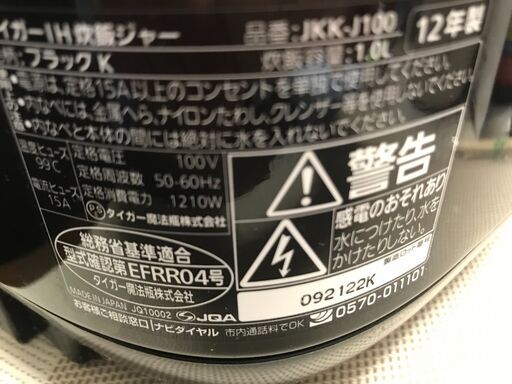 イガーIH炊飯ジャー 品番:JKK-J100 12年製
ブラック K 炊飯容量:1.0L
定格15A以上のコンセントを単独で使用してください。
内なべには、金属へら、ナイロンたわし、クレンザー等を使用しないでください。
内なべと本体の間には絶対に水を入れないでください。
温度ヒューズ 99℃ 定格電圧 100V
定格周波数 50-60Hz
電流ヒューズ 15A 定格消費電力 1210W
PSE タイガー魔法瓶株式会社
総務省基準適合
型式確認第EFRR04号
タイガー魔法瓶株式会社
警告
感電のおそれあり
水につけたり、水を
かけたりしない。
製造ロット番号
092122K
MADE IN JAPAN JQ10002 JQA
お客様ご相談窓口 ナビダイヤル 市内通話料でOK 0570-011101